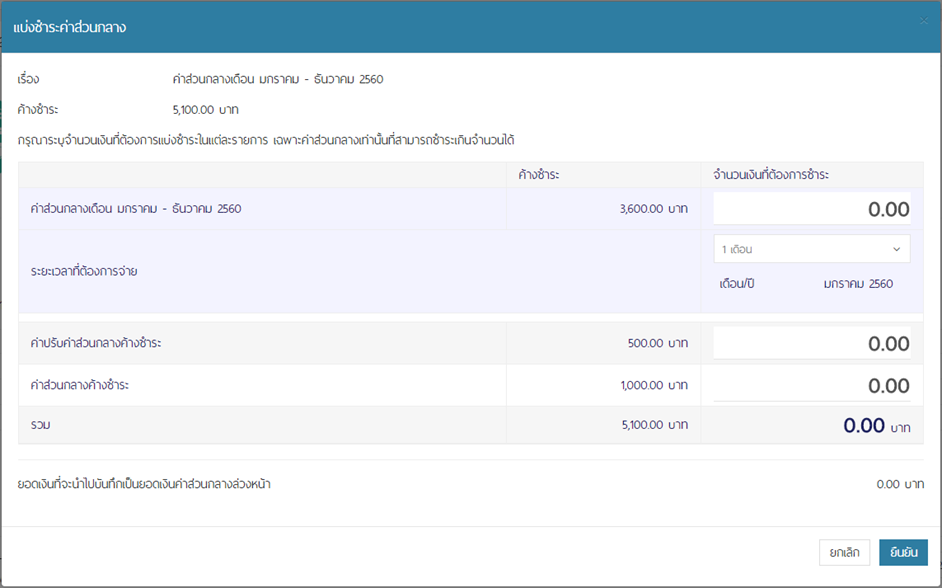 แบ่งชำระค่าส่วนกลาง
เรื่อง ค่าส่วนกลางเดือน มกราคม - ธันวาคม 2560
ค้างชำระ 5,100.00 บาท
กรุณาระบุจำนวนเงินที่ต้องการแบ่งชำระในแต่ละรายการ เฉพาะค่าส่วนกลางเท่านั้นที่สามารถชำระเกินจำนวนได้
ค้างชำระ จำนวนเงินที่ต้องการชำระ
ค่าส่วนกลางเดือน มกราคม - ธันวาคม 2560 3,600.00 บาท 0.00
ระยะเวลาที่ต้องการจ่าย 1 เดือน
เดือน/ปี มกราคม 2560
ค่าปรับค่าส่วนกลางค้างชำระ 500.00 บาท 0.00
ค่าส่วนกลางค้างชำระ 1,000.00 บาท 0.00
รวม 5,100.00 บาท 0.00 บาท
ยอดเงินที่จะนำไปบันทึกเป็นยอดเงินค่าส่วนกลางล่วงหน้า 0.00 บาท
ยกเลิก ยืนยัน